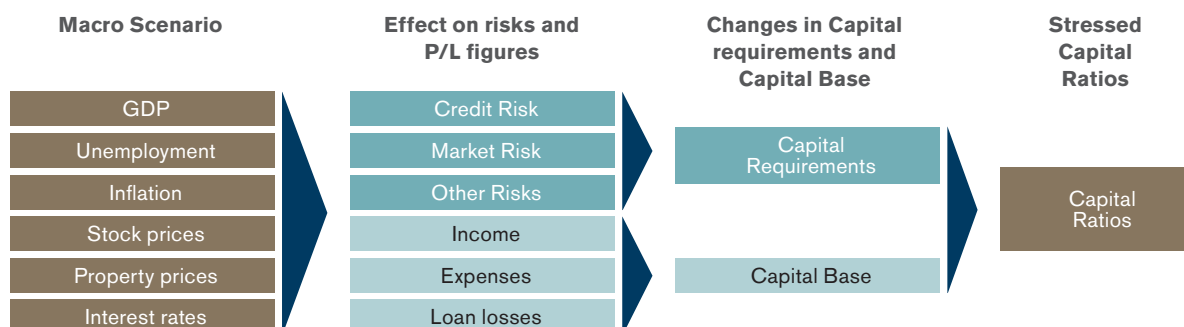 Macro Scenario
Effect on risks and
P/L figures
Changes in Capital
requirements and
Capital Base
Stressed
Capital
Ratios
GDP
Unemployment
Inflation
Stock prices
Property prices
Interest rates
Credit Risk
Market Risk
Other Risks
Income
Expenses
Loan losses
Capital
Requirements
Capital Base
Capital
Ratios